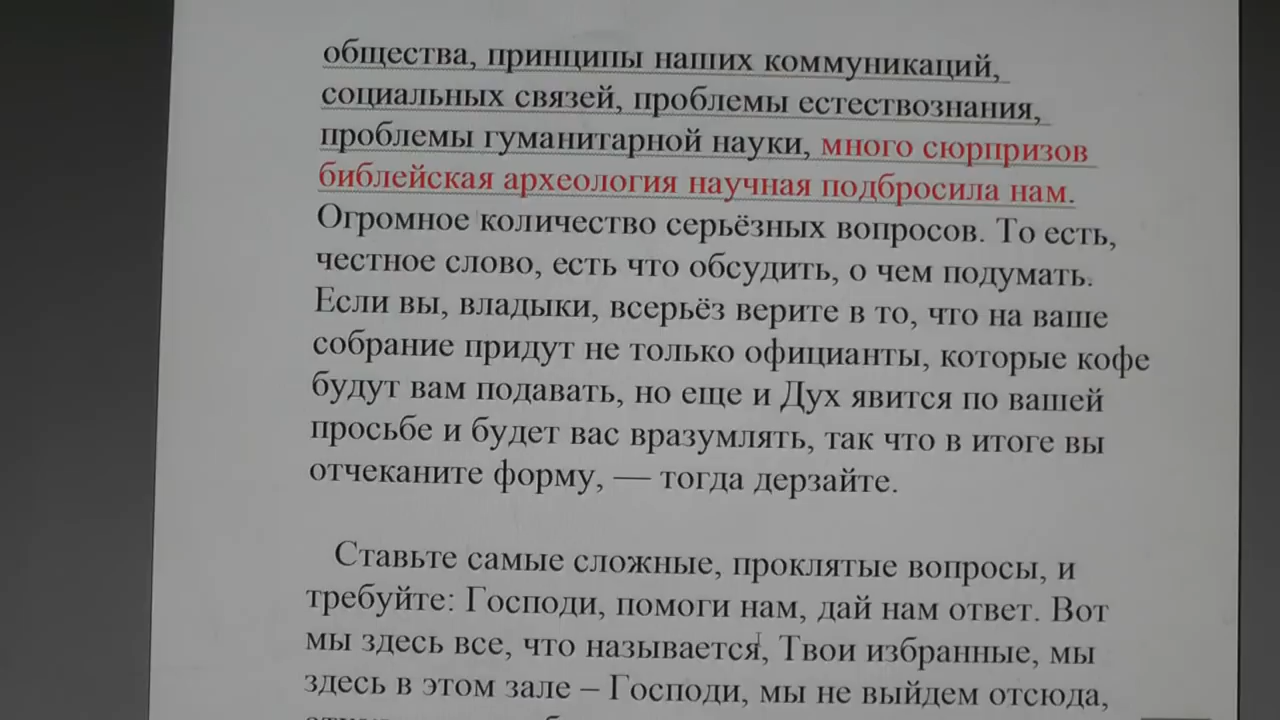 общества, принципы наших коммуникаций,
социальных связей, проблемы естествознания,
проблемы гуманитарной науки, много сюрпризов
библейская археология научная подбросила нам.
Огромное количество серьёзных вопросов. То есть,
честное слово, есть что обсудить, о чем подумать.
Если вы, владыки, всерьёз верите в то, что на ваше
собрание придут не только официанты, которые кофе
будут вам подавать, но еще и Дух явится по вашей
просьбе и будет вас вразумлять, так что в итоге вы
отчеканите форму, — тогда дерзайте.
Ставьте самые сложные, проклятые вопросы, и
требуйте: Господи, помоги нам, дай нам ответ. Вот
мы здесь все, что называется, Твои избранные, мы
здесь в этом зале – Господи, мы не выйдем отсюда,